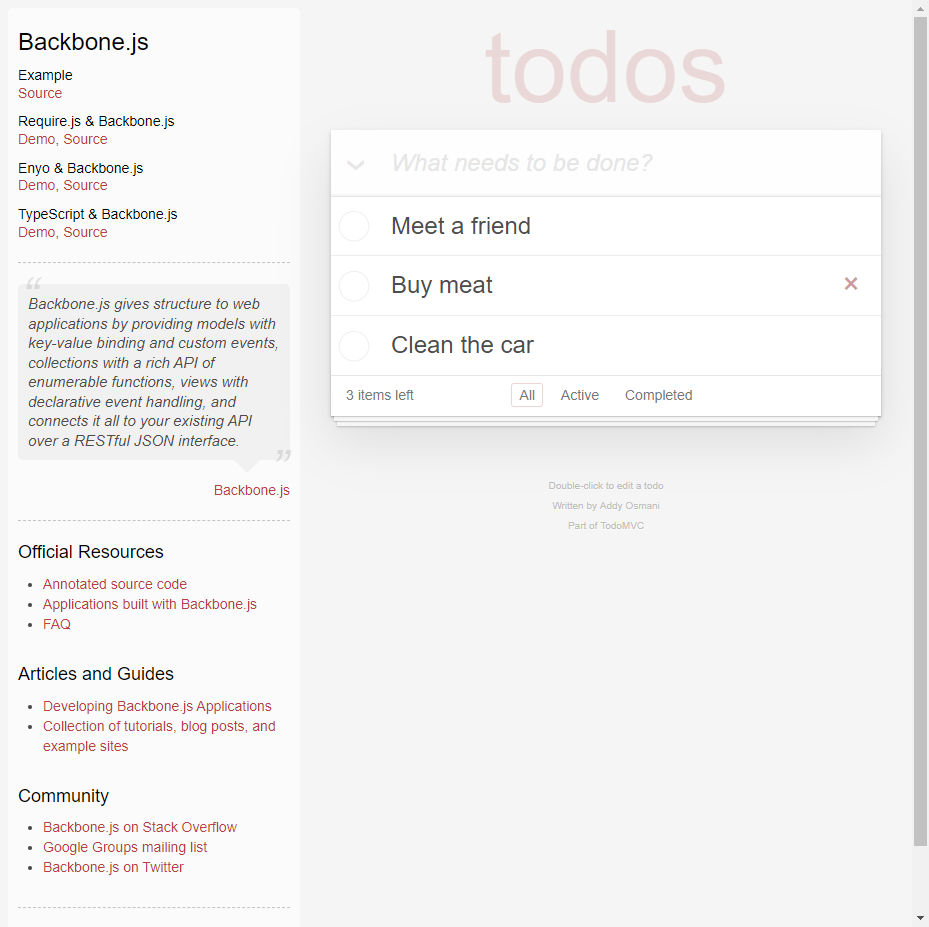 Backbone.js
Example
Source
Require.js & Backbone.js
Demo, Source
Enyo & Backbone.js
Demo, Source
TypeScript & Backbone.js
Demo, Source
“
Backbone.js gives structure to web
applications by providing models with
key-value binding and custom events,
collections with a rich API of
enumerable functions, views with
declarative event handling, and
connects it all to your existing API
over a RESTful JSON interface.
”
Backbone.js
Official Resources
Annotated source code
Applications built with Backbone.js
FAQ
Articles and Guides
Developing Backbone.js Applications
Collection of tutorials, blog posts, and
example sites
Community
Backbone.js on Stack Overflow
Google Groups mailing list
Backbone.js on Twitter
todos
What needs to be done?
Meet a friend
Buy meat
×
Clean the car
3 items left
All
Active
Completed
Double-click to edit a todo
Written by Addy Osmani
Part of TodoMVC